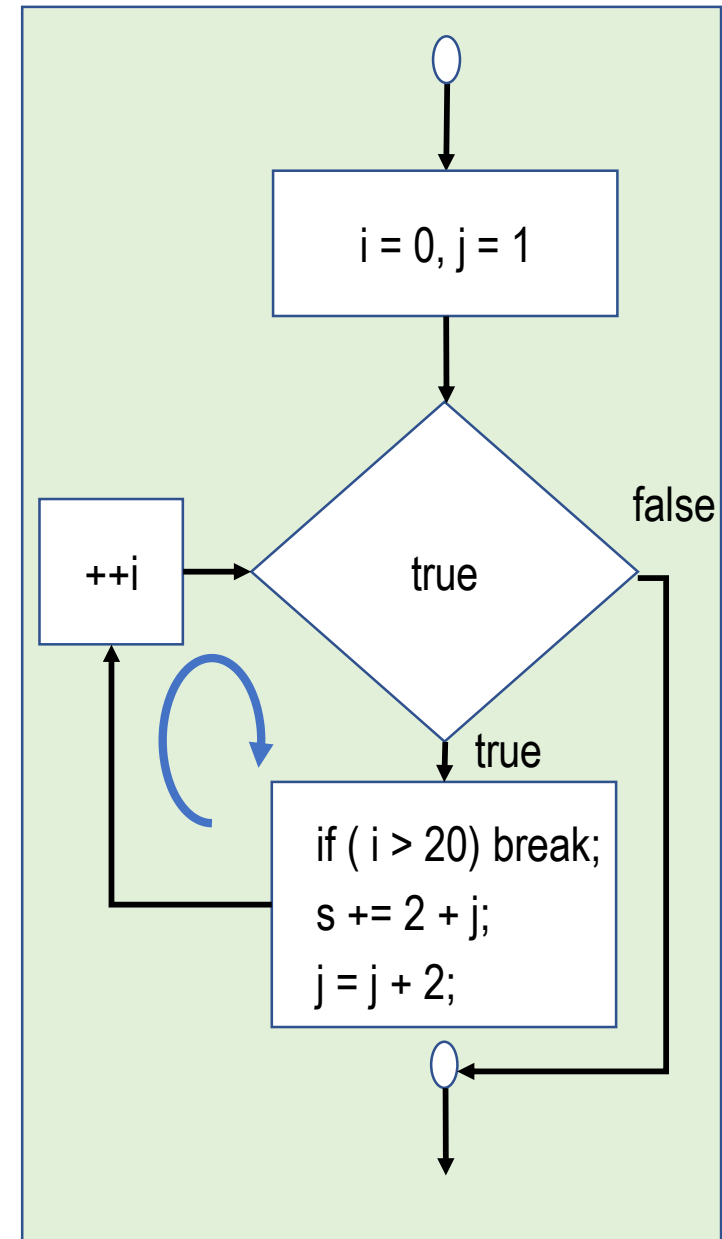 i = 0, j = 1
false
++i
true
true
if ( i > 20) break;
s += 2 + j;
j = j + 2;